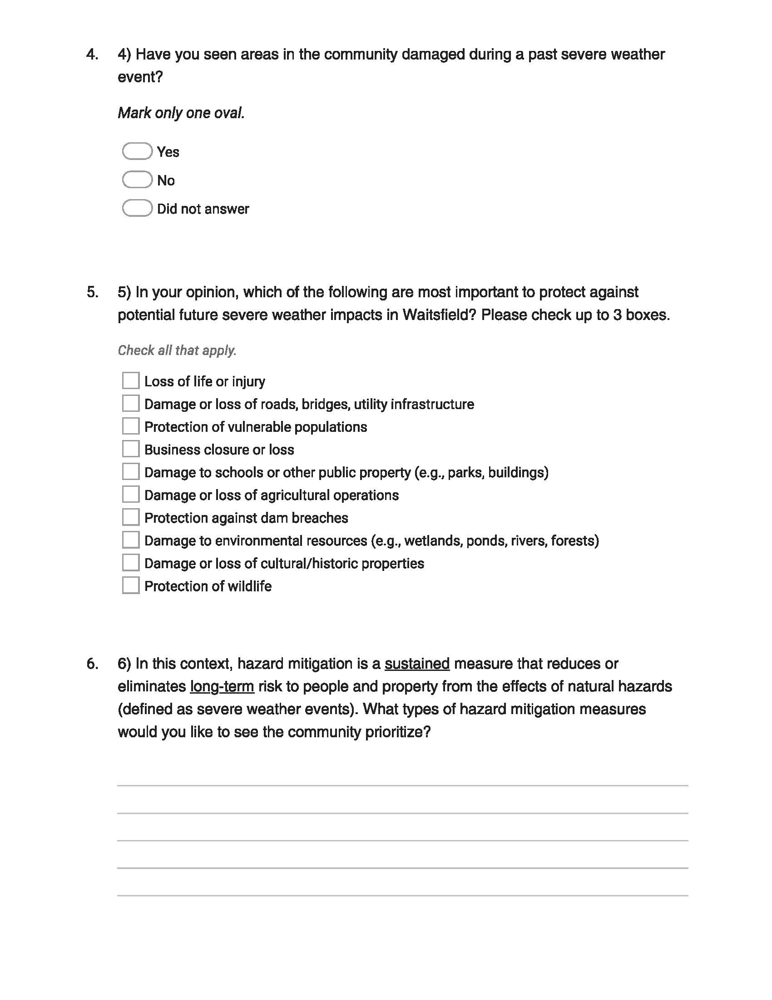 4. 4) Have you seen areas in the community damaged during a past severe weather
event?
Mark only one oval.
Yes
No
Did not answer
5. 5) In your opinion, which of the following are most important to protect against
potential future severe weather impacts in Waitsfield? Please check up to 3 boxes.
Check all that apply.
Loss of life or injury
Damage or loss of roads, bridges, utility infrastructure
Protection of vulnerable populations
Business closure or loss
Damage to schools or other public property (e.g., parks, buildings)
Damage or loss of agricultural operations
Protection against dam breaches
Damage to environmental resources (e.g., wetlands, ponds, rivers, forests)
Damage or loss of cultural/historic properties
Protection of wildlife
6. 6) In this context, hazard mitigation is a sustained measure that reduces or
eliminates long-term risk to people and property from the effects of natural hazards
(defined as severe weather events). What types of hazard mitigation measures
would you like to see the community prioritize?